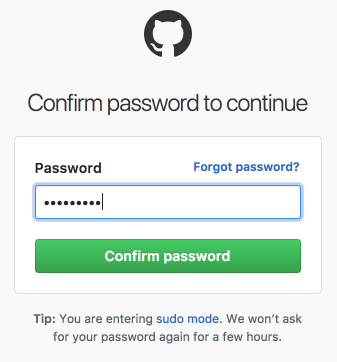 Confirm password to continue
Password Forgot password?
•••••••••
Confirm password
Tip: You are entering sudo mode. We won’t ask
for your password again for a few hours.